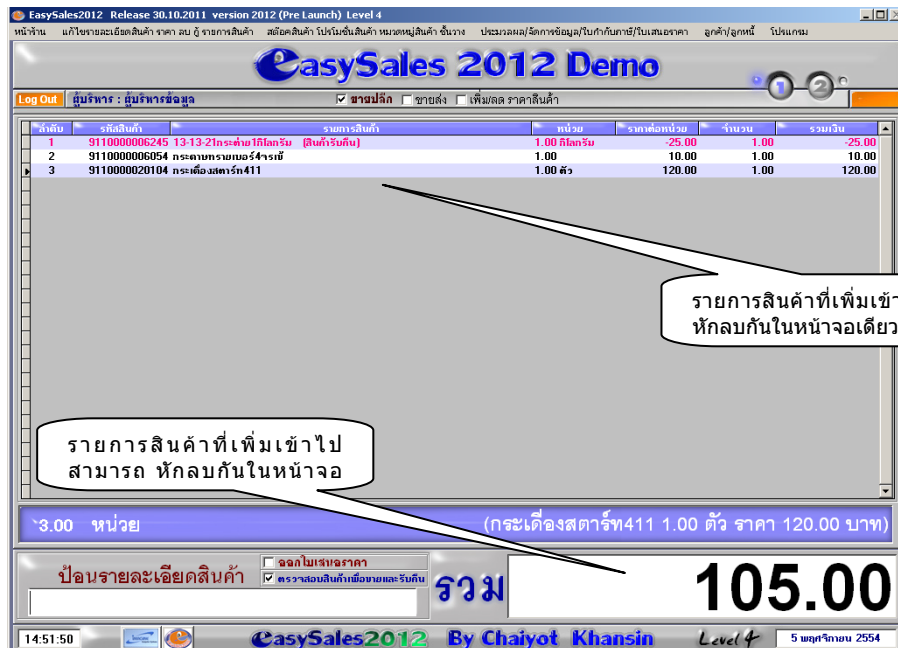 EasySales2012 Release 30.10.2011 version 2012 (Pre Launch) Level 4
หน้าร้าน แก้ไขรายละเอียดสินค้า ราคา ลบ กู้ รายการสินค้า สต๊อคสินค้า โปรโมชั่นสินค้า หมวดหมู่สินค้า ชั้นวาง ประมวลผล/จัดการข้อมูล/ใบกำกับภาษี/ใบเสนอราคา ลูกค้า/ลูกหนี้ โปรแกรม
easySales 2012 Demo
1 2
Log Out ผู้บริหาร : ผู้บริหารข้อมูล ขายปลีก ขายส่ง เพิ่ม/ลด ราคาสินค้า
ลำดับ รหัสสินค้า รายการสินค้า หน่วย ราคาต่อหน่วย จำนวน รวมเงิน
1 9110000006245 13-13-21กระต่าย1กิโลกรัม (สินค้ารับคืน) 1.00 กิโลกรัม -25.00 1.00 -25.00
2 9110000006054 กระดาษทรายเบอร์4จรเข้ 1.00 10.00 1.00 10.00
3 9110000020104 กระเดื่องสตาร์ท411 1.00 ตัว 120.00 1.00 120.00
รายการสินค้าที่เพิ่มเข้า
หักลบกันในหน้าจอเดียว
รายการสินค้าที่เพิ่มเข้าไป
สามารถ หักลบกันในหน้าจอ
3.00 หน่วย (กระเดื่องสตาร์ท411 1.00 ตัว ราคา 120.00 บาท)
ป้อนรายละเอียดสินค้า
ออกใบเสนอราคา
ตรวจสอบสินค้าเพื่อขายและรับคืน
รวม 105.00
14:51:50 easySales2012 By Chaiyot Khansin Level 4 5 พฤศจิกายน 2554